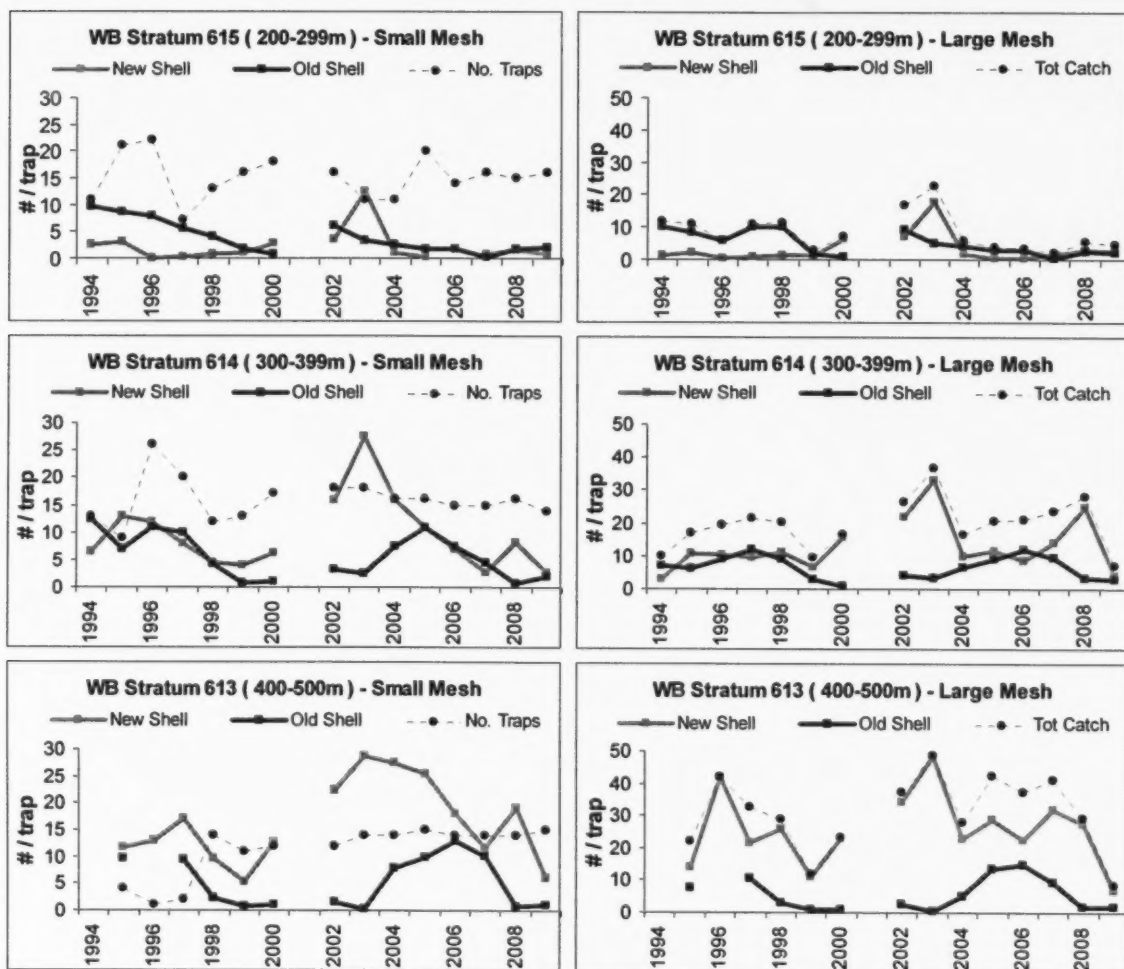 WB Stratum 615 ( 200-299m ) - Small Mesh
New Shell Old Shell No. Traps
# / trap
30
25
20
15
10
5
0
1994 1996 1998 2000 2002 2004 2006 2008
WB Stratum 615 ( 200-299m ) - Large Mesh
New Shell Old Shell Tot Catch
# / trap
50
40
30
20
10
0
1994 1996 1998 2000 2002 2004 2006 2008
WB Stratum 614 ( 300-399m ) - Small Mesh
New Shell Old Shell No. Traps
# / trap
30
25
20
15
10
5
0
1994 1996 1998 2000 2002 2004 2006 2008
WB Stratum 614 ( 300-399m ) - Large Mesh
New Shell Old Shell Tot Catch
# / trap
50
40
30
20
10
0
1994 1996 1998 2000 2002 2004 2006 2008
WB Stratum 613 ( 400-500m ) - Small Mesh
New Shell Old Shell No. Traps
# / trap
30
25
20
15
10
5
0
1994 1996 1998 2000 2002 2004 2006 2008
WB Stratum 613 ( 400-500m ) - Large Mesh
New Shell Old Shell Tot Catch
# / trap
50
40
30
20
10
0
1994 1996 1998 2000 2002 2004 2006 2008